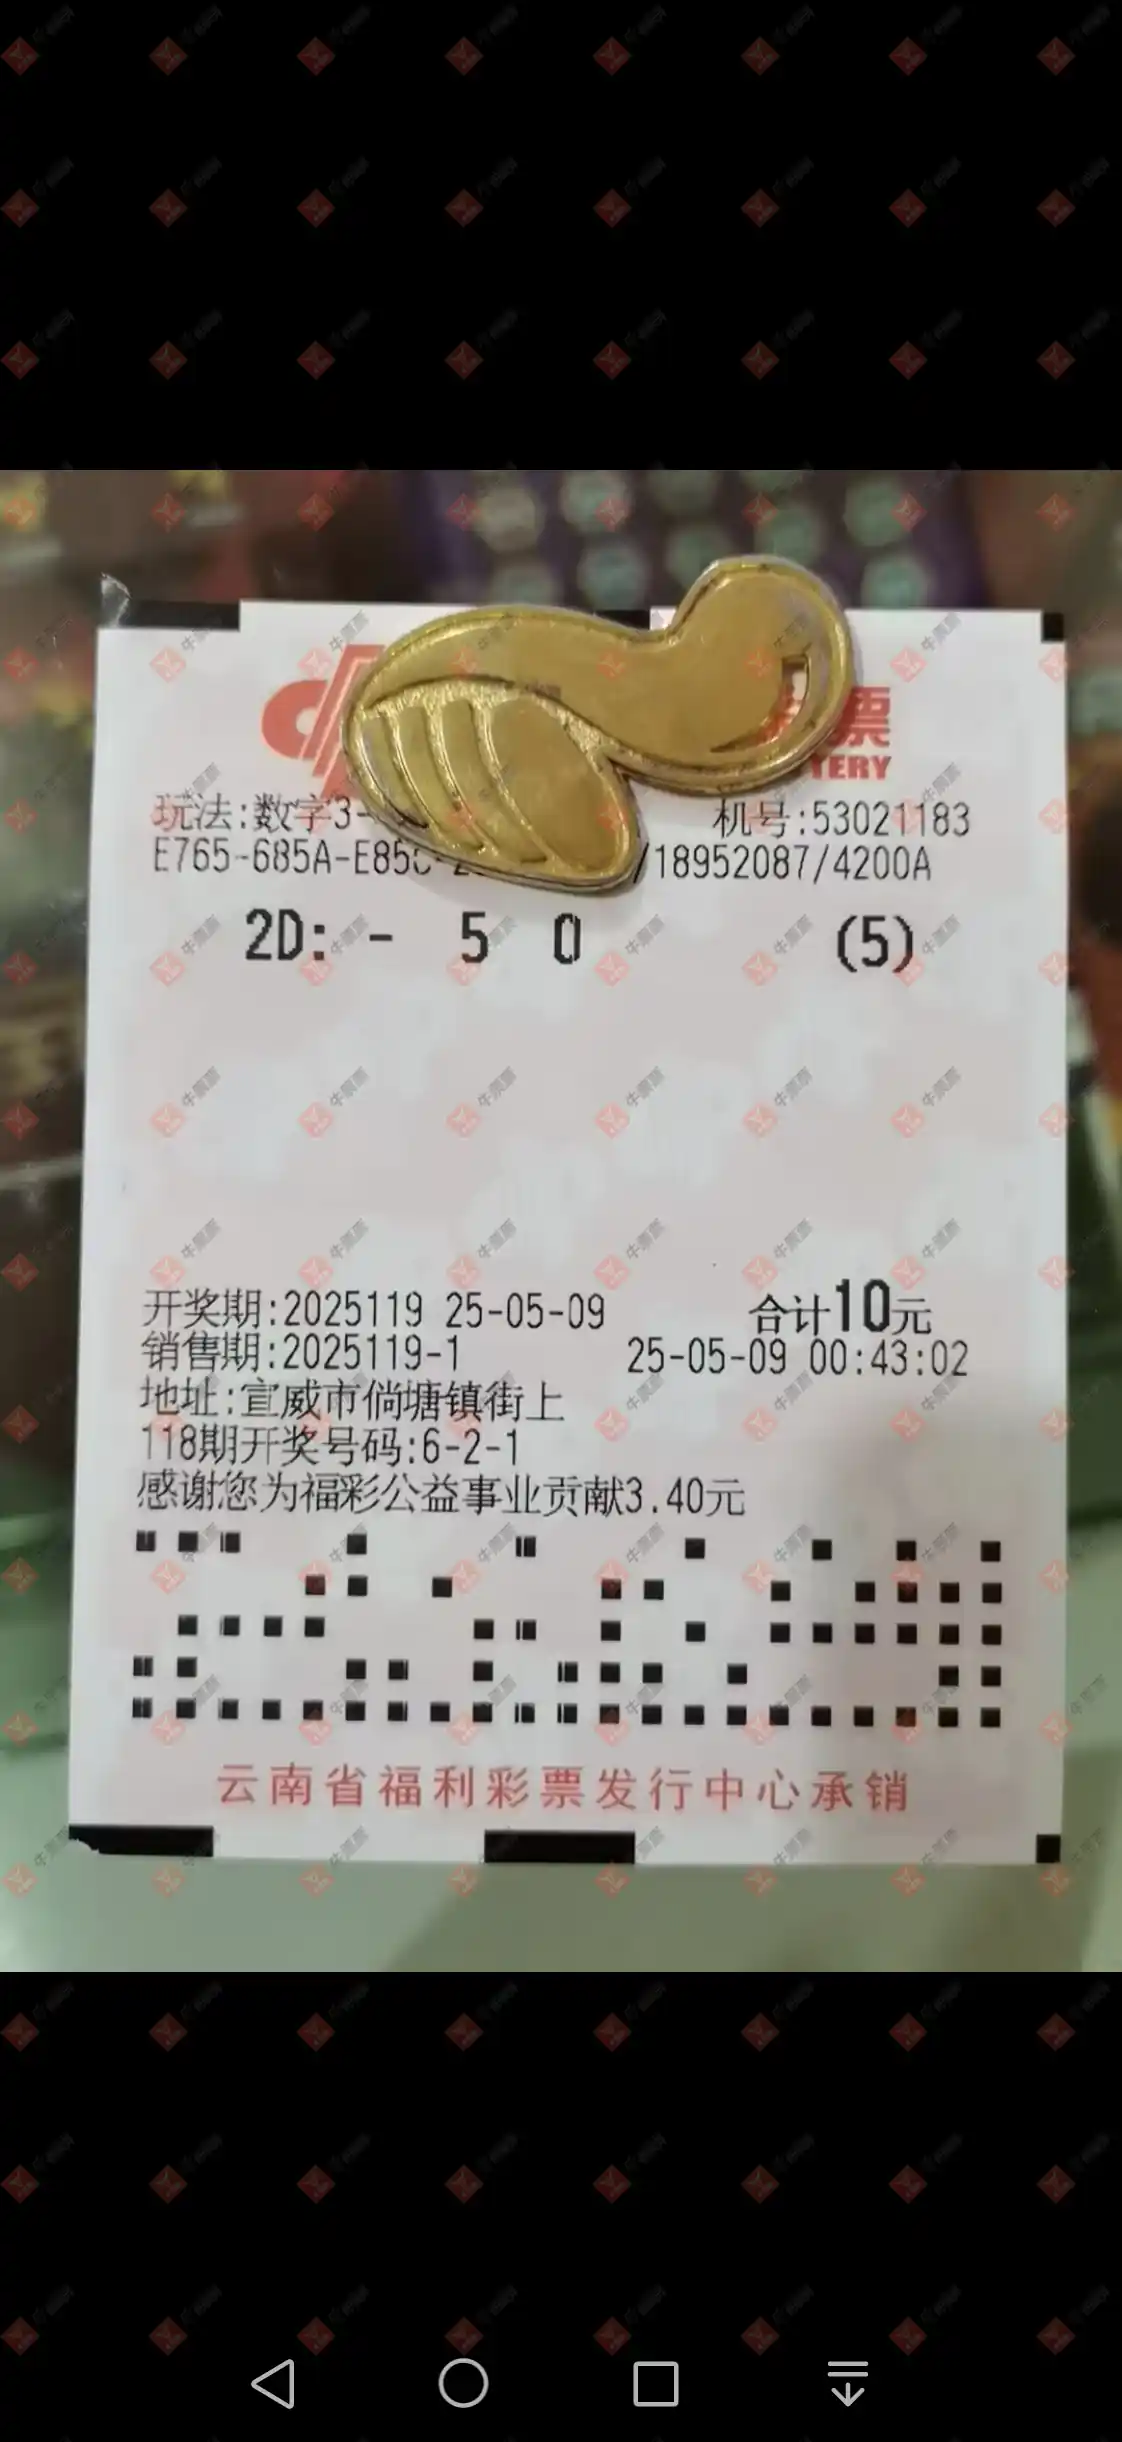 票
TERY
玩法:数字3-
机号:53021183
E765-685A-E85C-2
/18952087/4200A
2D: - 5 0 (5)
开奖期:2025119 25-05-09 合计10元
销售期:2025119-1 25-05-09 00:43:02
地址:宣威市倘塘镇街上
118期开奖号码:6-2-1
感谢您为福彩公益事业贡献3.40元
云南省福利彩票发行中心承销